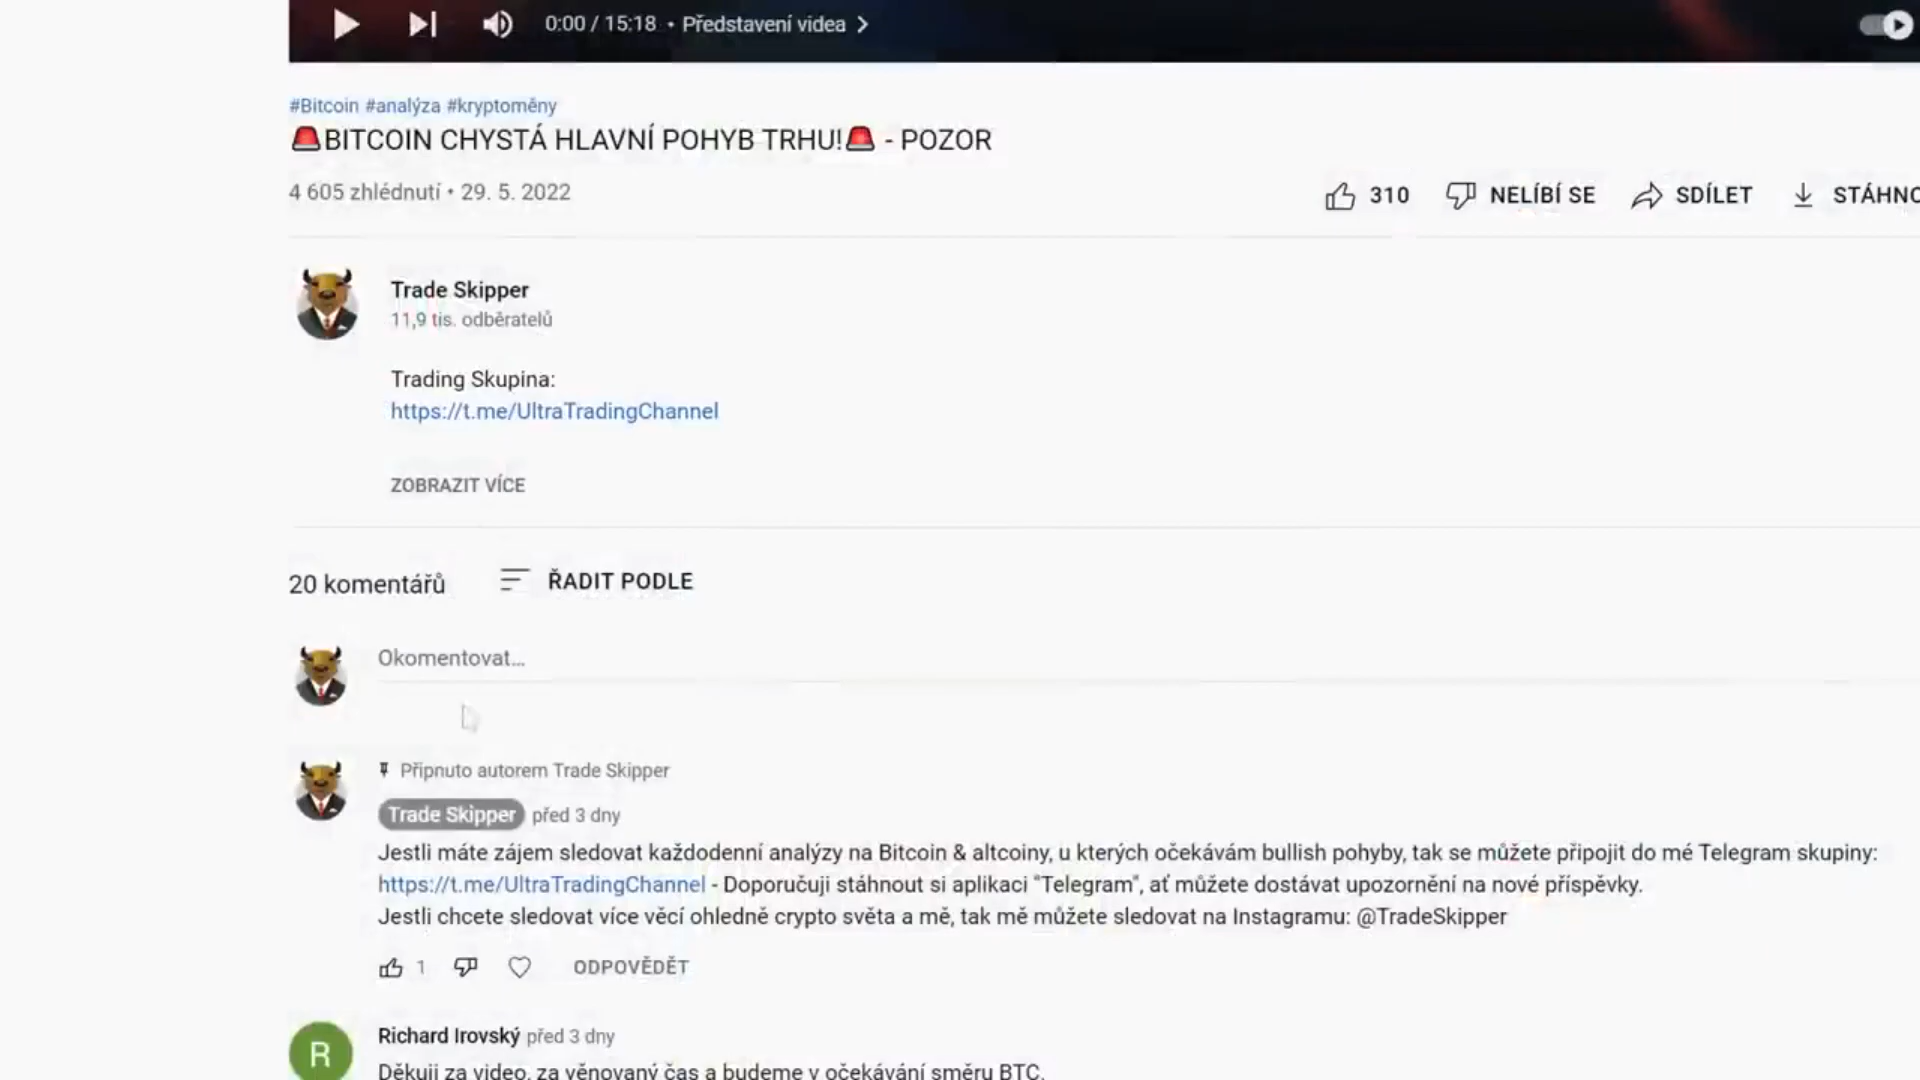 0:00 / 15:18 • Představení videa
#Bitcoin #analýza #kryptoměny
🚨BITCOIN CHYSTÁ HLAVNÍ POHYB TRHU!🚨 - POZOR
4 605 zhlédnutí • 29. 5. 2022
310 NELÍBÍ SE SDÍLET STÁHNO
Trade Skipper
11,9 tis. odběratelů
Trading Skupina:
https://t.me/UltraTradingChannel
ZOBRAZIT VÍCE
20 komentářů ŘADIT PODLE
Okomentovat...
Připnuto autorem Trade Skipper
Trade Skipper před 3 dny
Jestli máte zájem sledovat každodenní analýzy na Bitcoin & altcoiny, u kterých očekávám bullish pohyby, tak se můžete připojit do mé Telegram skupiny:
https://t.me/UltraTradingChannel - Doporučuji stáhnout si aplikaci "Telegram", ať můžete dostávat upozornění na nové příspěvky.
Jestli chcete sledovat více věcí ohledně crypto světa a mě, tak mě můžete sledovat na Instagramu: @TradeSkipper
1 ODPOVĚDĚT
R
Richard Irovský před 3 dny
Děkuji za video, za věnovaný čas a budeme v očekávání směru BTC.